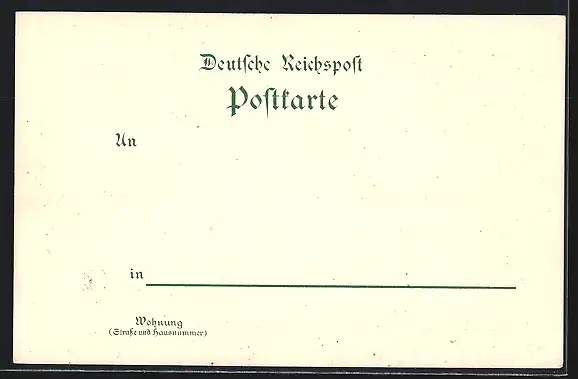 Deutsche Reichspost
Postkarte
An
in
Wohnung
(Straße und Hausnummer)